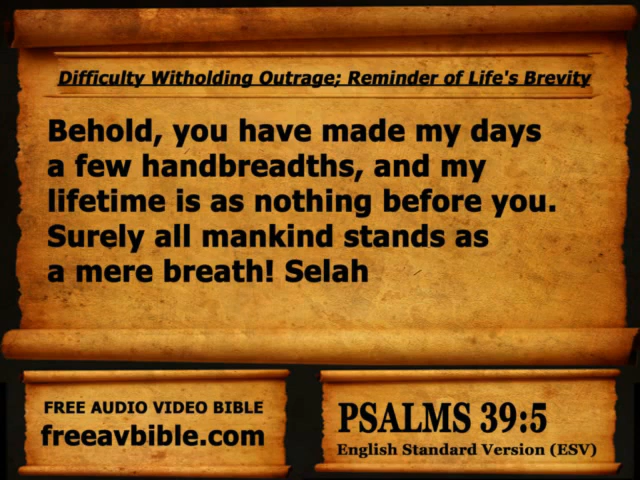 Difficulty Witholding Outrage; Reminder of Life's Brevity
Behold, you have made my days
a few handbreadths, and my
lifetime is as nothing before you.
Surely all mankind stands as
a mere breath! Selah
FREE AUDIO VIDEO BIBLE
freeavbible.com
PSALMS 39:5
English Standard Version (ESV)